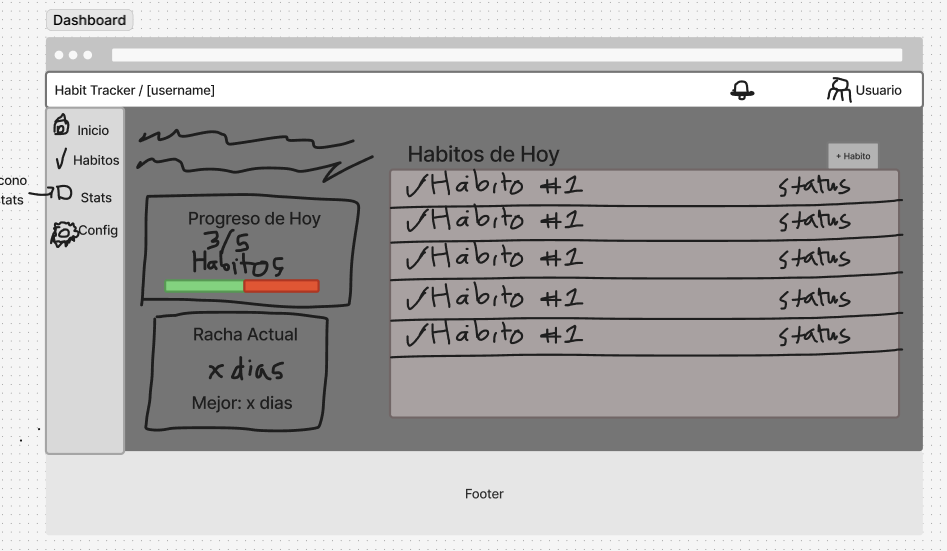 Dashboard
Habit Tracker / [username]
Usuario
Inicio
Habitos
Stats
Config
cono
tats
Progreso de Hoy
3/5
Habitos
Racha Actual
x dias
Mejor: x dias
Habitos de Hoy
+ Habito
✓Habito #1 status
✓Habito #1 status
✓Habito #1 status
✓Habito #1 status
✓Habito #1 status
Footer